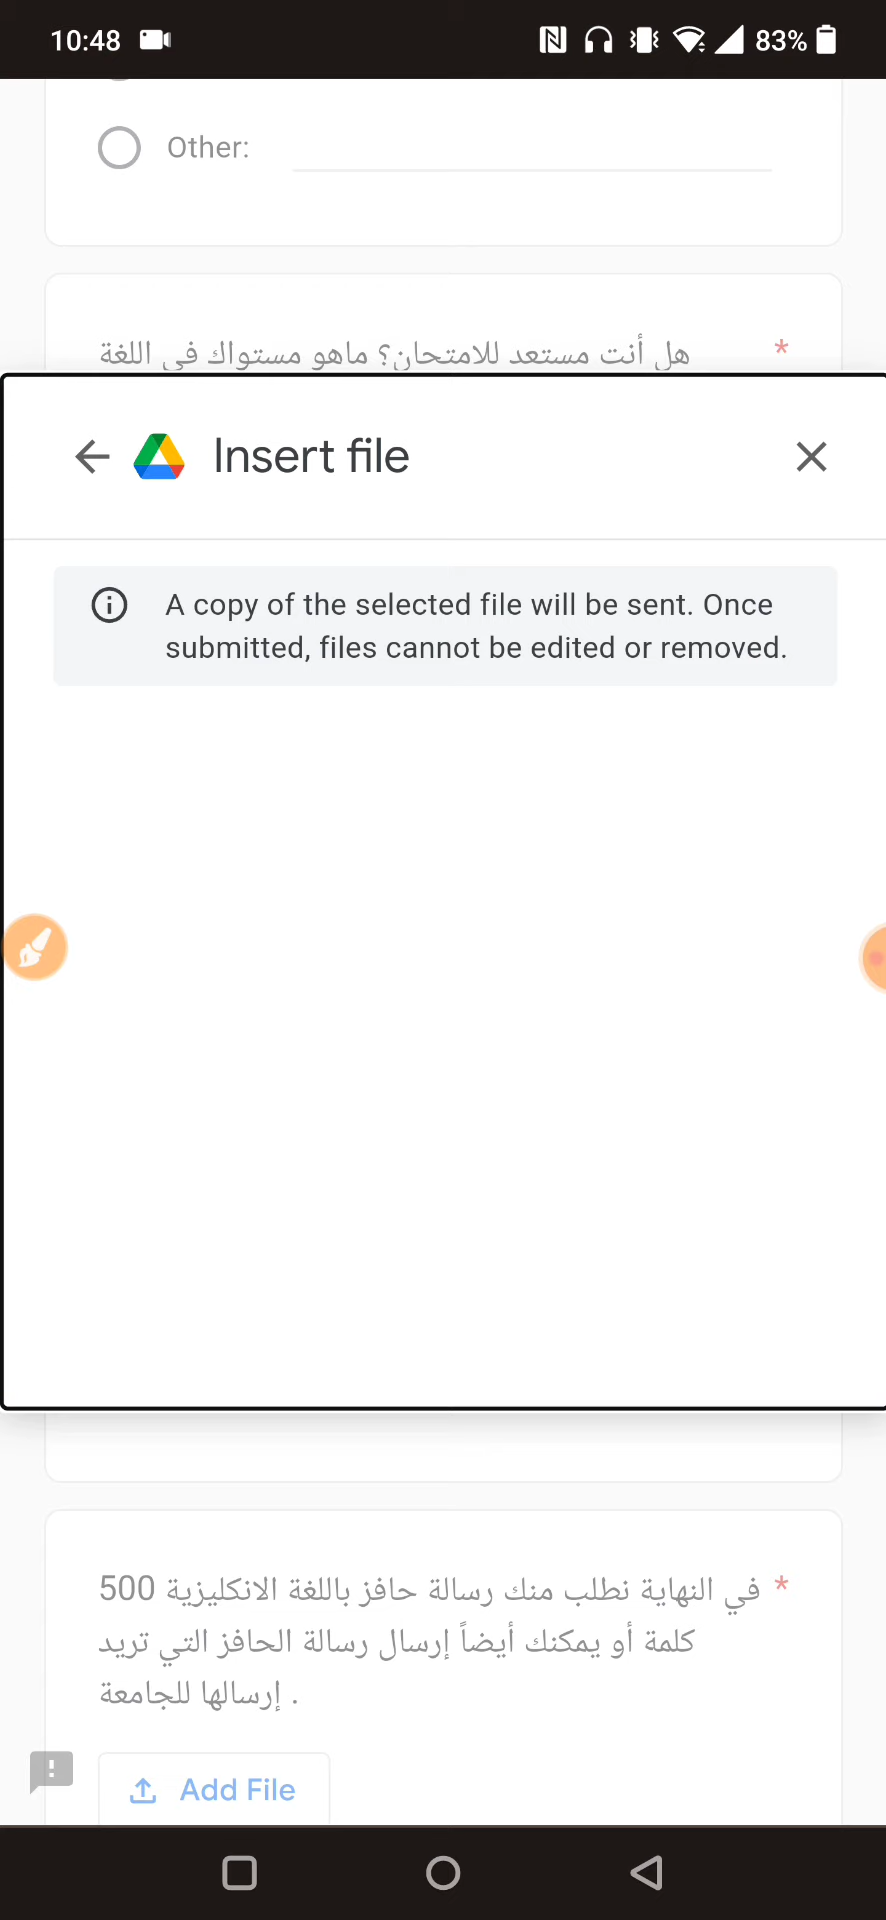 10:48
83%
Other:
هل أنت مستعد للامتحان؟ ماهو مستواك في اللغة *
Insert file
A copy of the selected file will be sent. Once
submitted, files cannot be edited or removed.
في النهاية نطلب منك رسالة حافز باللغة الانكليزية 500 *
كلمة أو يمكنك أيضاً إرسال رسالة الحافز التي تريد
إرسالها للجامعة .
Add File